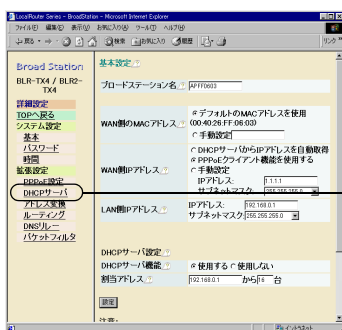 LocalRouter Series - BroadStation - Microsoft Internet Explorer
ファイル(F) 編集(E) 表示(V) お気に入り(A) ツール(T) ヘルプ(H)
戻る 検索 お気に入り 履歴
リンク
Broad Station
BLR-TX4 / BLR2-TX4
詳細設定
TOPへ戻る
システム設定
基本
パスワード
時間
拡張設定
PPPoE設定
DHCPサーバ
アドレス変換
ルーティング
DNSリレー
パケットフィルタ
基本設定
ブロードステーション名 APFF0603
WAN側のMACアドレス
デフォルトのMACアドレスを使用
(00:40:26:FF:06:03)
手動設定
WAN側IPアドレス
DHCPサーバからIPアドレスを自動取得
PPPoEクライアント機能を使用する
手動設定
IPアドレス: 1.1.1.1
サブネットマスク: 255.255.255.0
LAN側IPアドレス
IPアドレス: 192.168.0.1
サブネットマスク 255.255.255.0
DHCPサーバ設定
DHCPサーバ機能 使用する 使用しない
割当アドレス 192.168.0.1 から 16 台
設定
注意: